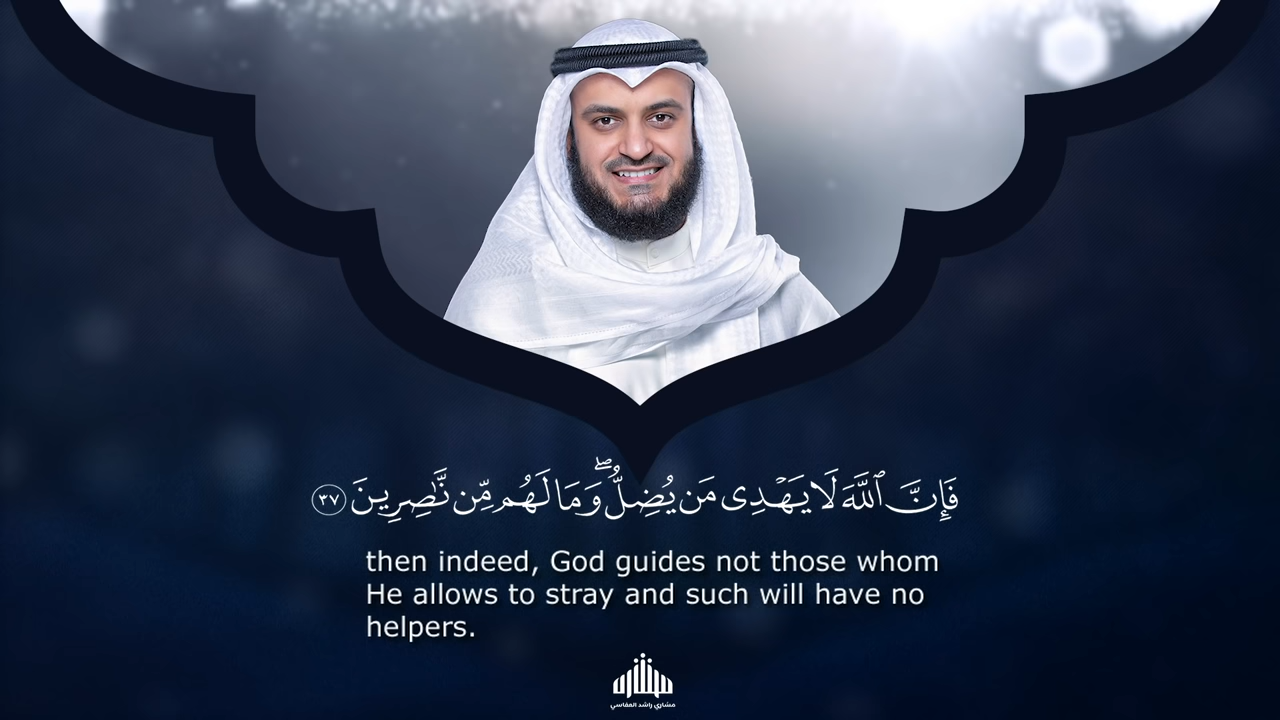 فَإِنَّ ٱللَّهَ لَا يَهْدِى مَن يُضِلُّ ۖ وَمَا لَهُم مِّن نَّٰصِرِينَ ٣٧
then indeed, God guides not those whom
He allows to stray and such will have no
helpers.
مشاري راشد العفاسي